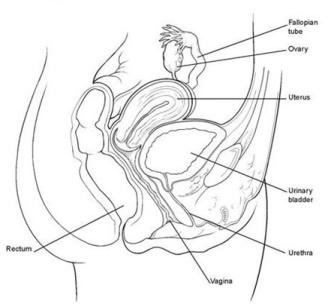 Fallopian
tube
Ovary
Uterus
Urinary
bladder
Rectum
Urethra
Vagina